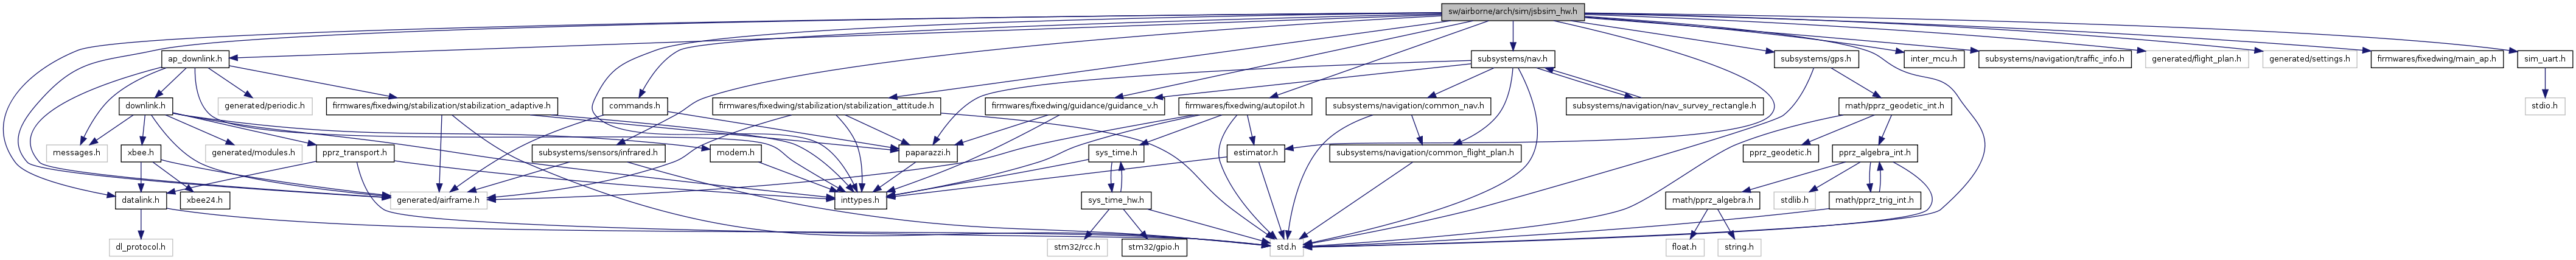 sw/airborne/arch/sim/jsbsim_hw.h
ap_downlink.h
subsystems/nav.h
subsystems/gps.h
inter_mcu.h
subsystems/navigation/traffic_info.h
generated/flight_plan.h
generated/settings.h
firmwares/fixedwing/main_ap.h
sim_uart.h
downlink.h
generated/periodic.h
firmwares/fixedwing/stabilization/stabilization_adaptive.h
commands.h
firmwares/fixedwing/stabilization/stabilization_attitude.h
firmwares/fixedwing/guidance/guidance_v.h
firmwares/fixedwing/autopilot.h
subsystems/navigation/common_nav.h
subsystems/navigation/nav_survey_rectangle.h
math/pprz_geodetic_int.h
stdio.h
messages.h
xbee.h
generated/modules.h
pprz_transport.h
subsystems/sensors/infrared.h
modem.h
paparazzi.h
sys_time.h
estimator.h
subsystems/navigation/common_flight_plan.h
pprz_geodetic.h
pprz_algebra_int.h
datalink.h
xbee24.h
generated/airframe.h
inttypes.h
sys_time_hw.h
math/pprz_algebra.h
stdlib.h
math/pprz_trig_int.h
dl_protocol.h
stm32/rcc.h
stm32/gpio.h
std.h
float.h
string.h